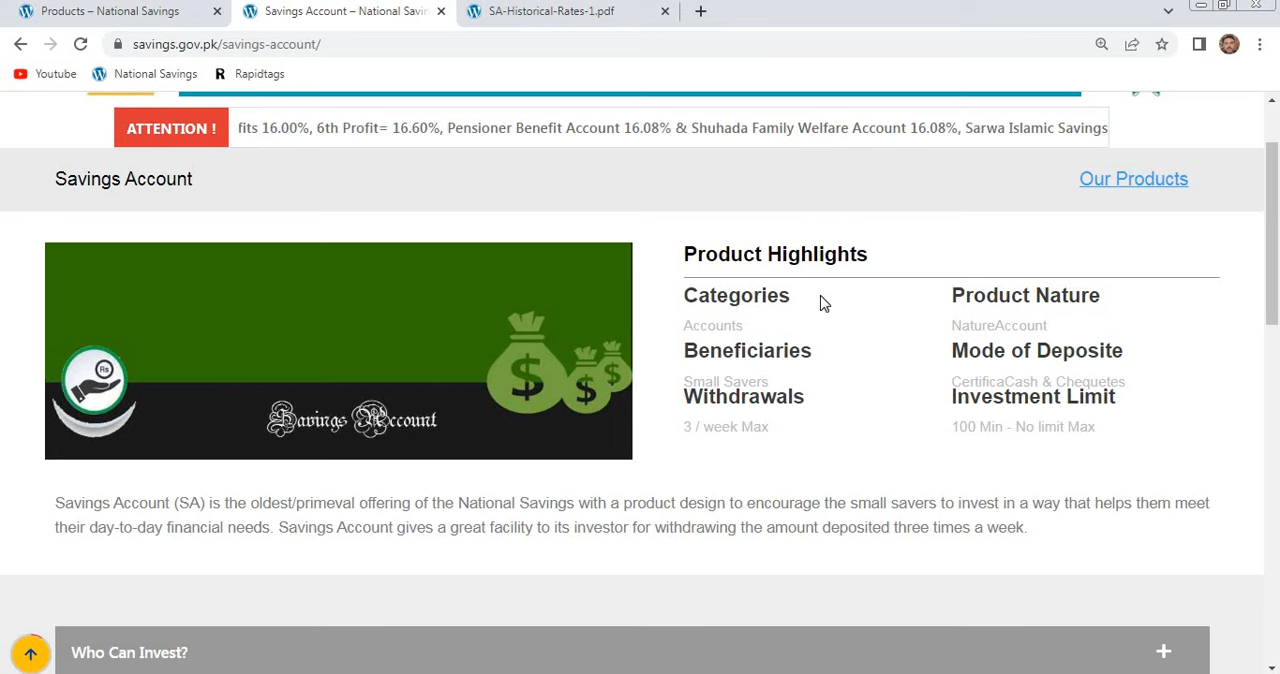 Products – National Savings
Savings Account – National Savin
SA-Historical-Rates-1.pdf
savings.gov.pk/savings-account/
Youtube
National Savings
R Rapidtags
ATTENTION !
fits 16.00%, 6th Profit= 16.60%, Pensioner Benefit Account 16.08% & Shuhada Family Welfare Account 16.08%, Sarwa Islamic Savings
Savings Account
Our Products
Rs
Savings Account
Product Highlights
Categories
Accounts
Product Nature
NatureAccount
Beneficiaries
Small Savers
Mode of Deposite
CertificaCash & Chequetes
Withdrawals
3 / week Max
Investment Limit
100 Min - No limit Max
Savings Account (SA) is the oldest/primeval offering of the National Savings with a product design to encourage the small savers to invest in a way that helps them meet
their day-to-day financial needs. Savings Account gives a great facility to its investor for withdrawing the amount deposited three times a week.
Who Can Invest?